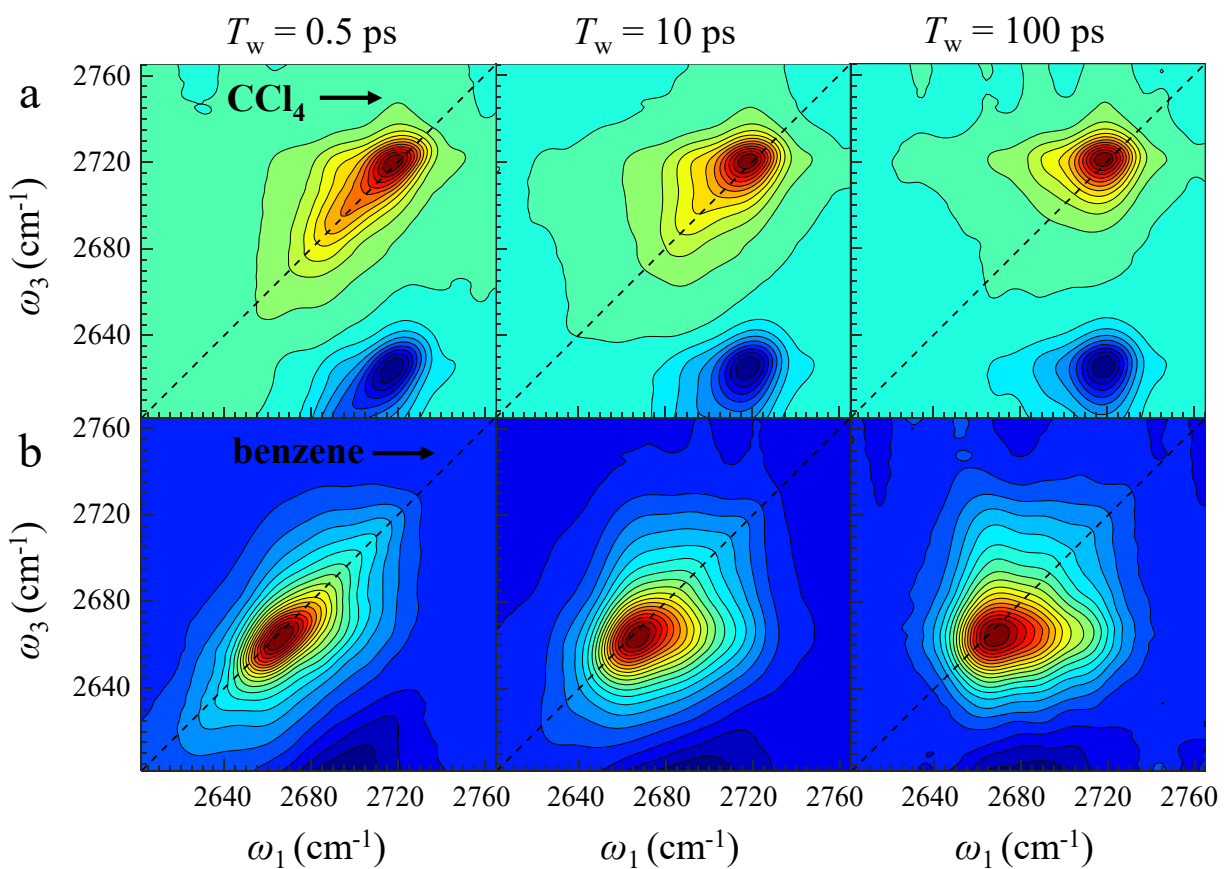 T_w = 0.5 ps T_w = 10 ps T_w = 100 ps
a
CCl₄
2760
2720
2680
2640
ω₃ (cm⁻¹)
b
benzene
2760
2720
2680
2640
ω₃ (cm⁻¹)
2640 2680 2720 2760 2640 2680 2720 2760 2640 2680 2720 2760
ω₁ (cm⁻¹) ω₁ (cm⁻¹) ω₁ (cm⁻¹)